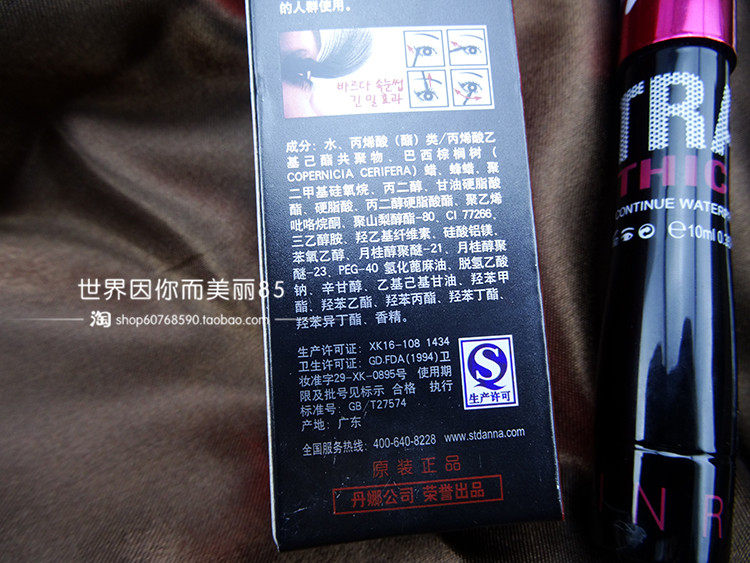 的人群使用。
바르다 속눈썹
긴 밀 효과
成分：水、丙烯酸（酯）类/丙烯酸乙
基己酯共聚物、巴西棕榈树（
COPERNICIA CERIFERA）蜡、蜂蜡、聚
二甲基硅氧烷、丙二醇、甘油硬脂酸
酯、硬脂酸、丙二醇硬脂酸酯、聚乙烯
吡咯烷酮、聚山梨醇酯-80、CI 77266、
三乙醇胺、羟乙基纤维素、硅酸铝镁、
苯氧乙醇、月桂醇聚醚-21、月桂醇聚
醚-23、PEG-40 氢化蓖麻油、脱氢乙酸
钠、辛甘醇、乙基己基甘油、羟苯甲
酯、羟苯乙酯、羟苯丙酯、羟苯丁酯、
羟苯异丁酯、香精。
生产许可证：XK16-108 1434
卫生许可证：GD.FDA(1994)卫
妆准字29-XK-0895号 使用期
限及批号见标示 合格 执行
标准号：GB/T27574
产地：广东
全国服务热线：400-640-8228 www.stdanna.com
原装正品
丹娜公司 荣誉出品
QS
生产许可
世界因你而美丽85
淘 shop60768590.taobao.com
TRA
THIC
CONTINUE WATERP
℮10ml 0.3
INR